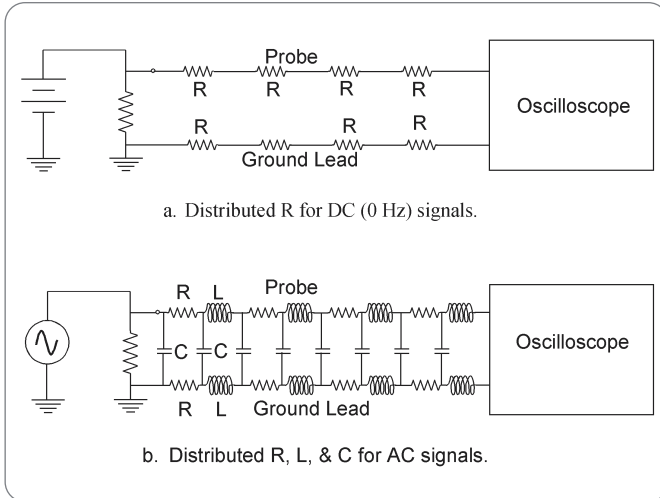 Probe
R R R R
Oscilloscope
R R R
Ground Lead
a. Distributed R for DC (0 Hz) signals.
R L Probe
C C
Oscilloscope
R L Ground Lead
b. Distributed R, L, & C for AC signals.